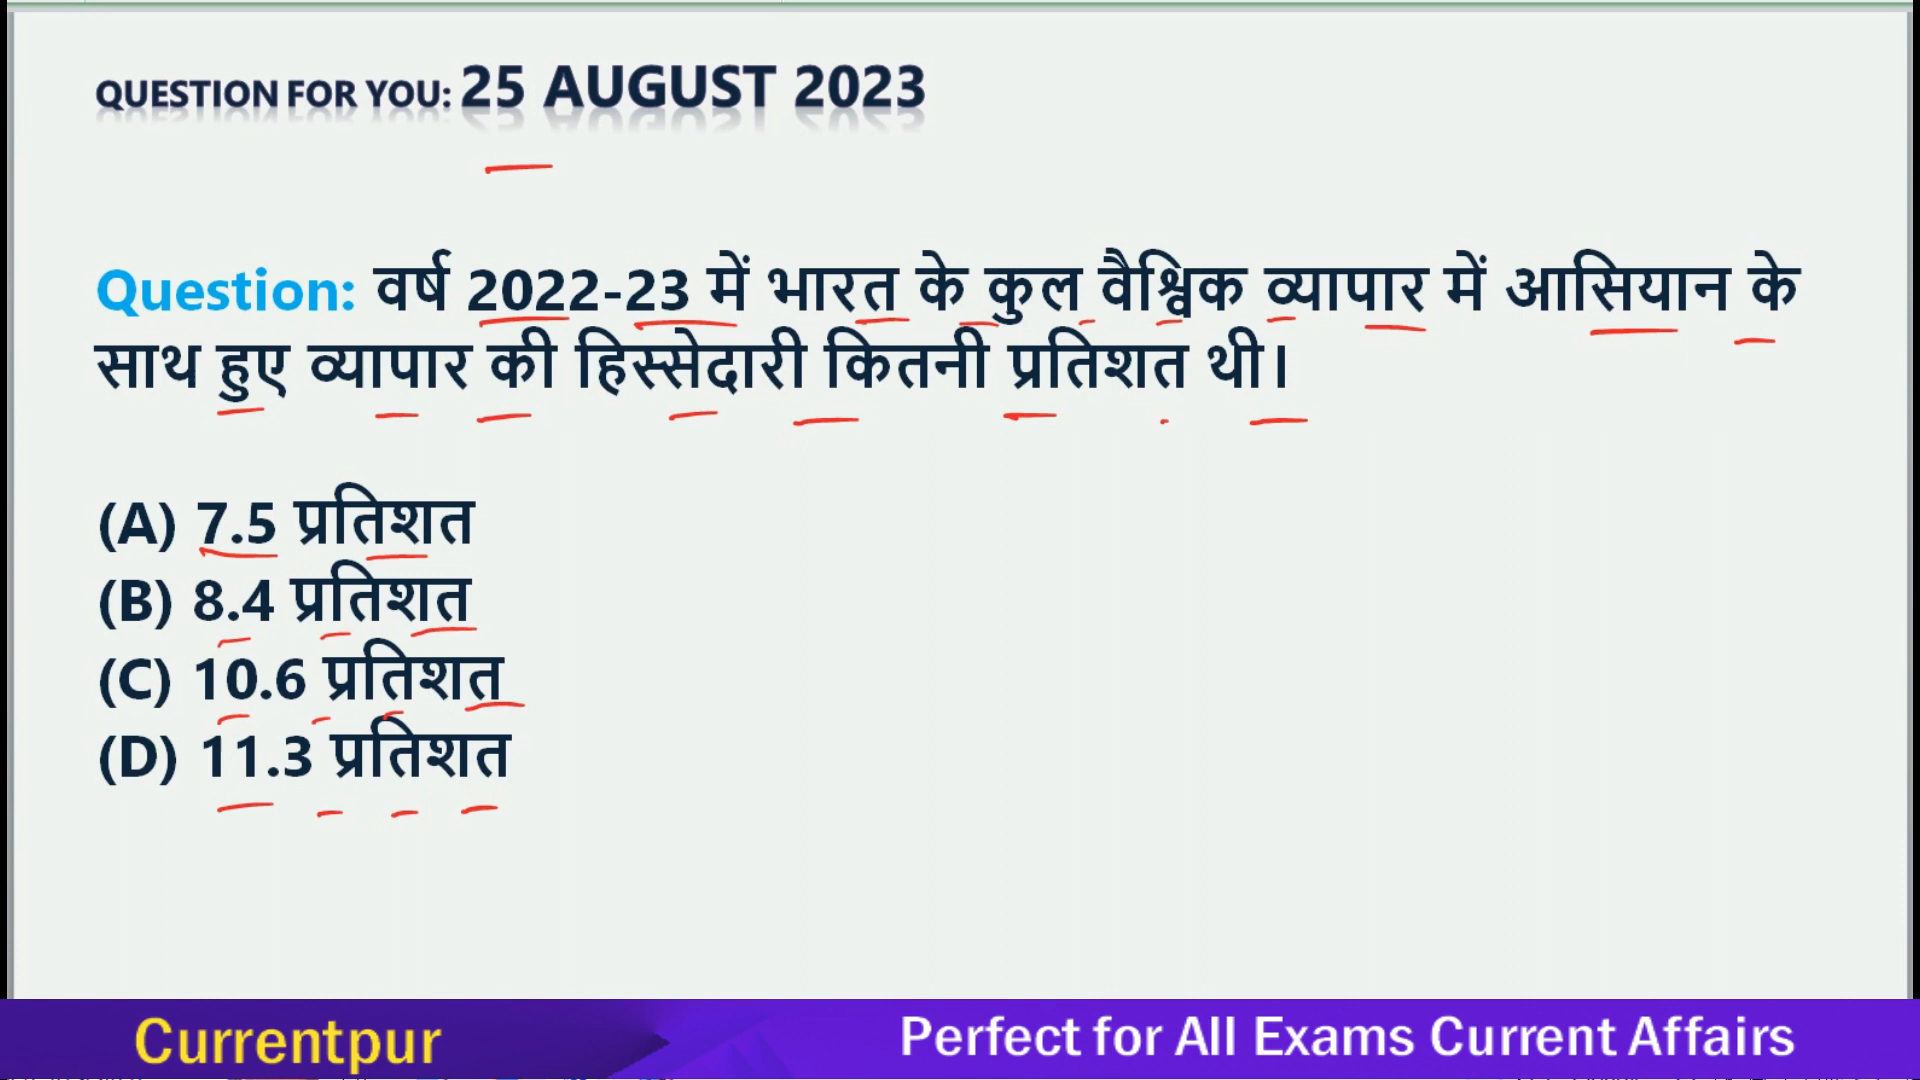 QUESTION FOR YOU: 25 AUGUST 2023
Question: वर्ष 2022-23 में भारत के कुल वैश्विक व्यापार में आसियान के
साथ हुए व्यापार की हिस्सेदारी कितनी प्रतिशत थी।
(A) 7.5 प्रतिशत
(B) 8.4 प्रतिशत
(C) 10.6 प्रतिशत
(D) 11.3 प्रतिशत
Currentpur
Perfect for All Exams Current Affairs